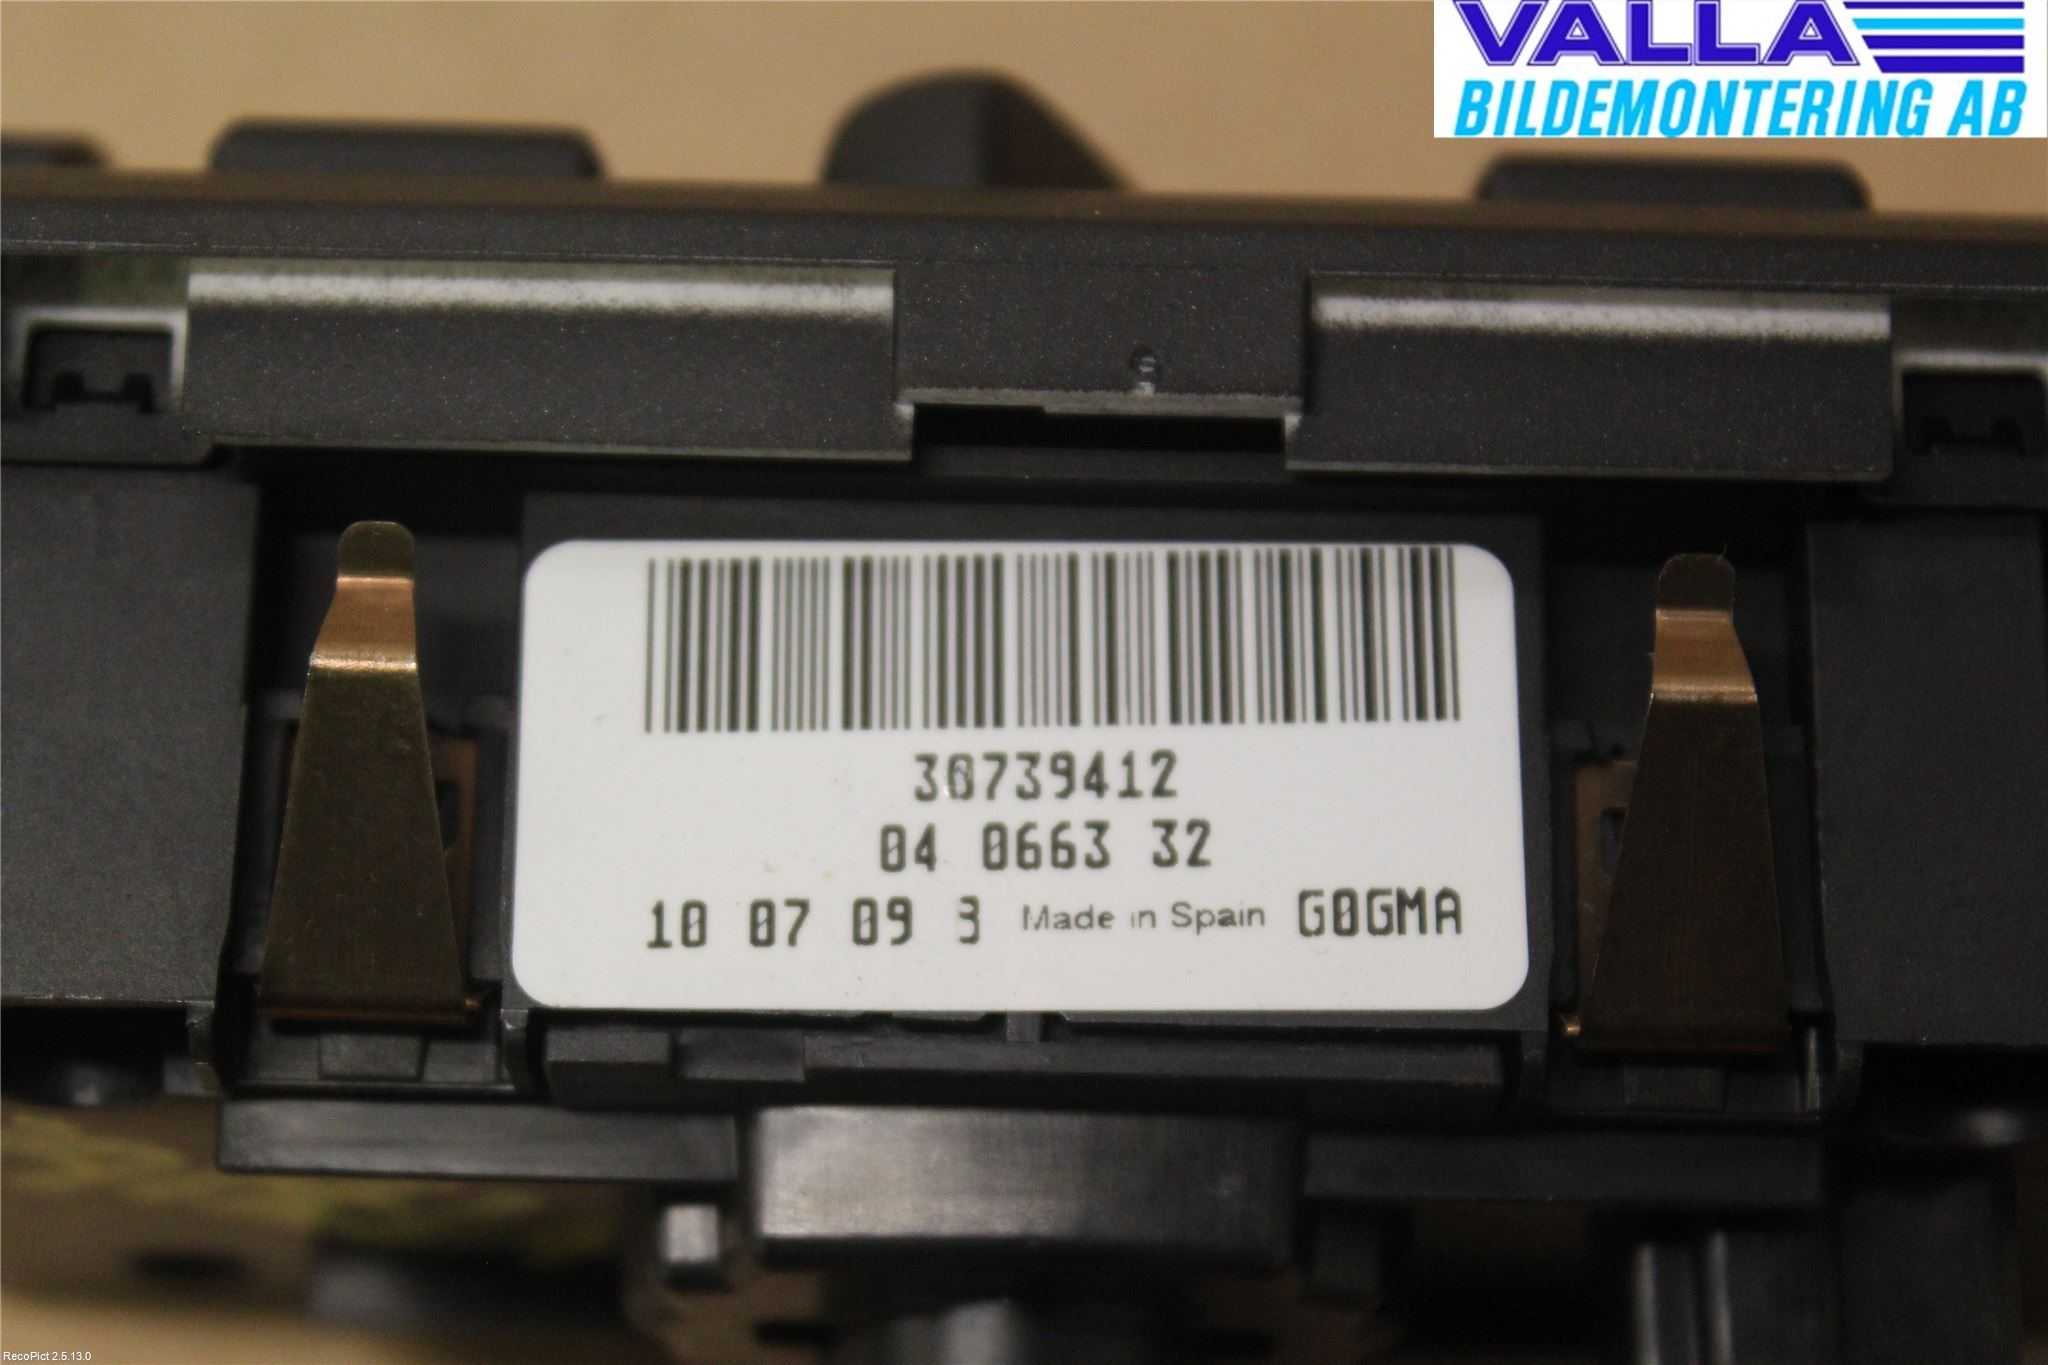 VALLA
BILDEMONTERING AB
30739412
04 0663 32
10 07 09 3 Made in Spain G0GMA
RecoPict 2.5.13.0